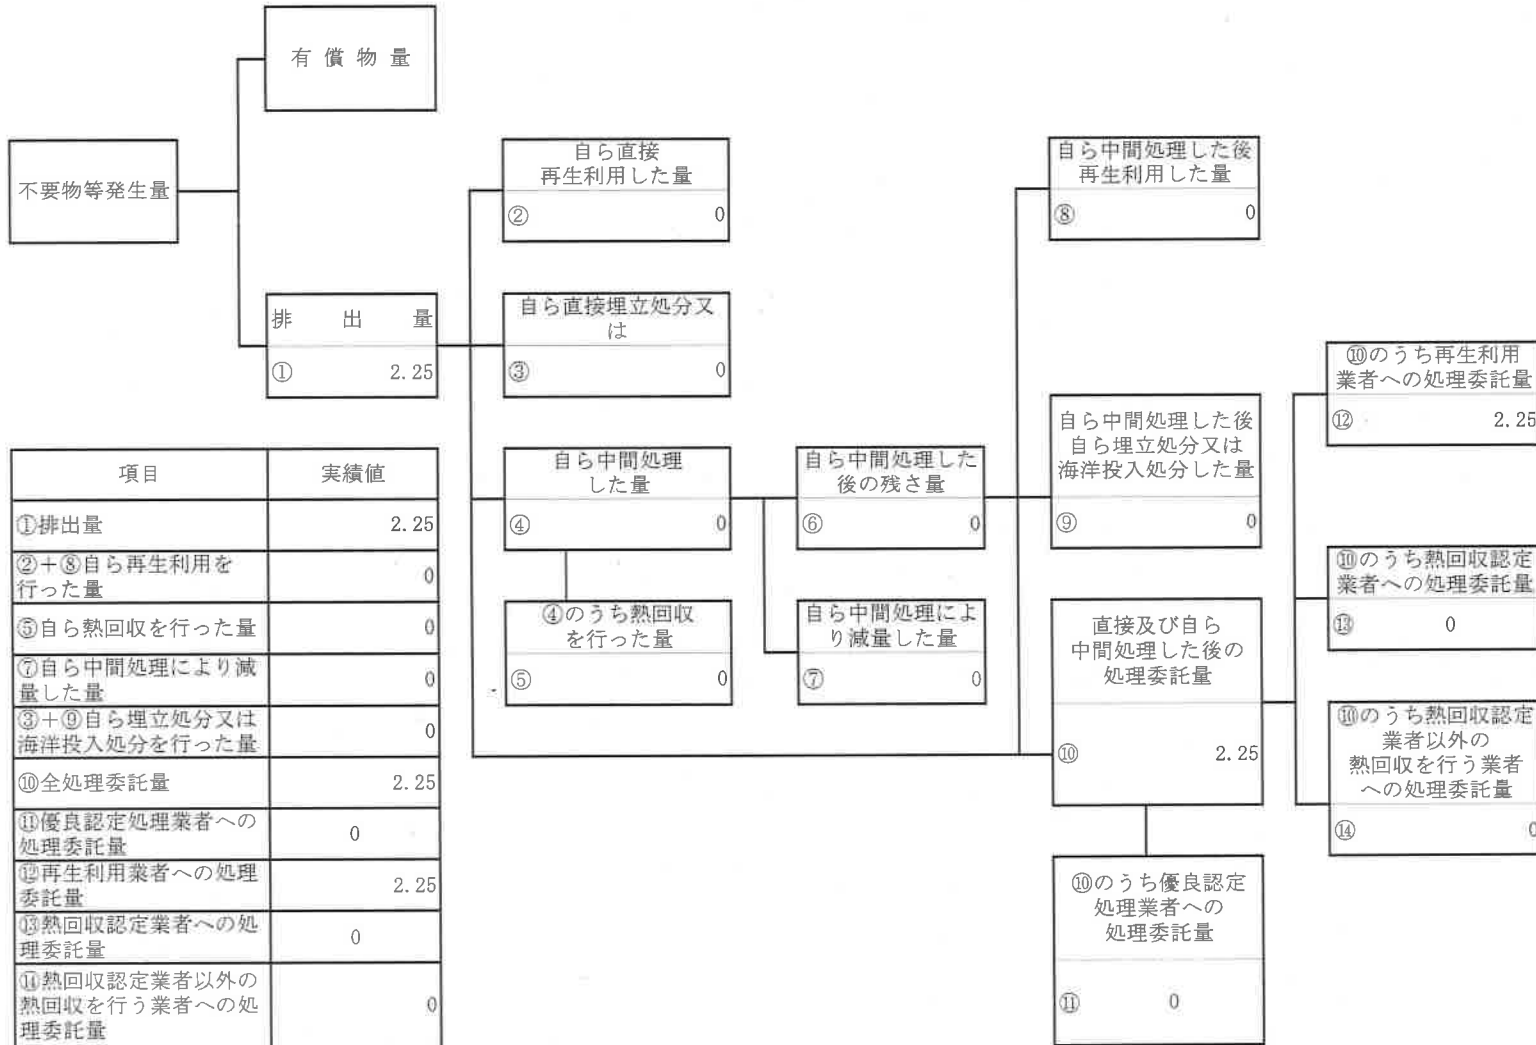 有償物量
不要物等発生量
排出量
① 2.25
自ら直接
再生利用した量
② 0
自ら直接埋立処分又
は
③ 0
自ら中間処理
した量
④ 0
④のうち熱回収
を行った量
⑤ 0
自ら中間処理した
後の残さ量
⑥ 0
自ら中間処理によ
り減量した量
⑦ 0
自ら中間処理した後
再生利用した量
⑧ 0
自ら中間処理した後
自ら埋立処分又は
海洋投入処分した量
⑨ 0
直接及び自ら
中間処理した後の
処理委託量
⑩ 2.25
⑩のうち優良認定
処理業者への
処理委託量
⑪ 0
⑩のうち再生利用
業者への処理委託量
⑫ 2.25
⑩のうち熱回収認定
業者への処理委託量
⑬ 0
⑩のうち熱回収認定
業者以外の
熱回収を行う業者
への処理委託量
⑭ 0
項目 実績値
①排出量 2.25
②+⑧自ら再生利用を
行った量 0
⑤自ら熱回収を行った量 0
⑦自ら中間処理により減
量した量 0
③+⑨自ら埋立処分又は
海洋投入処分を行った量 0
⑩全処理委託量 2.25
⑪優良認定処理業者への
処理委託量 0
⑫再生利用業者への処理
委託量 2.25
⑬熱回収認定業者への処
理委託量 0
⑭熱回収認定業者以外の
熱回収を行う業者への処
理委託量 0